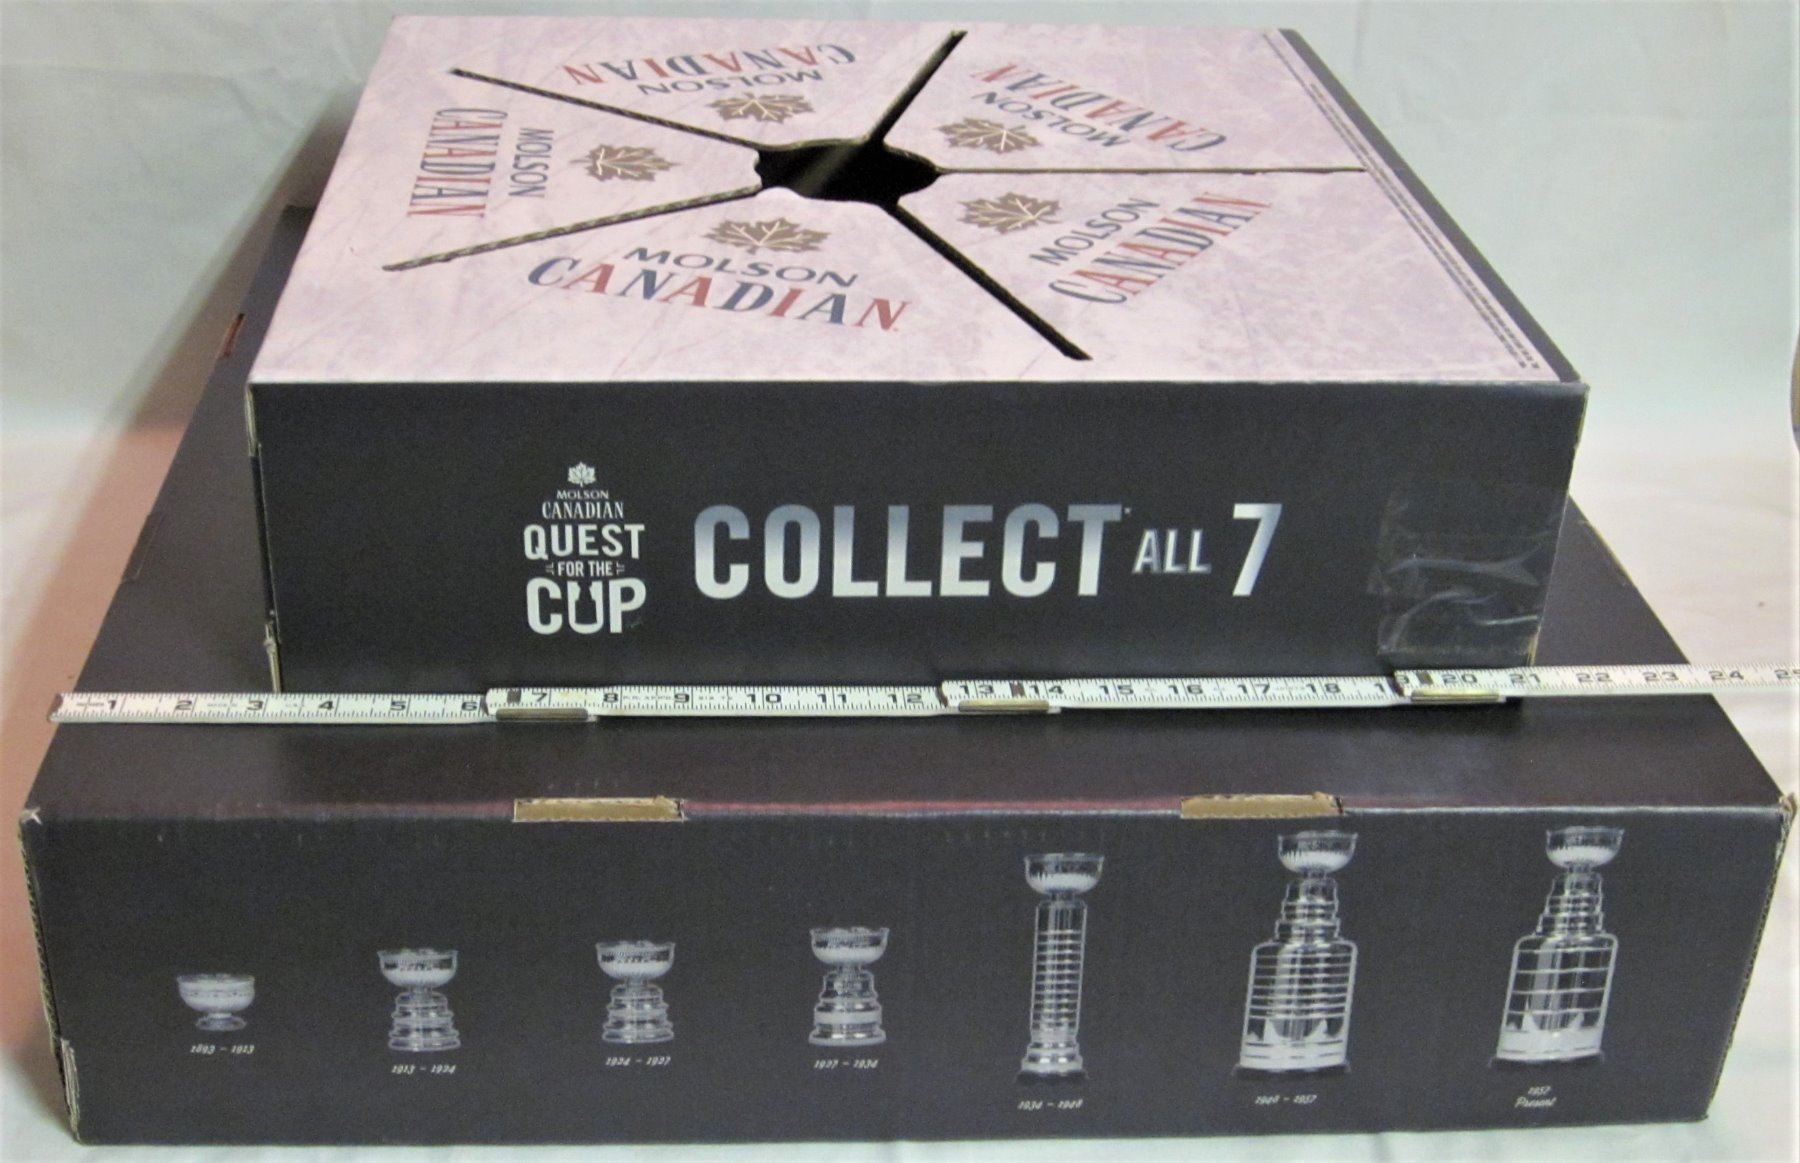 MOLSON
CANADIAN
MOLSON
CANADIAN
MOLSON
CANADIAN
MOLSON
CANADIAN
MOLSON
CANADIAN
MOLSON
CANADIAN
QUEST
FOR THE
CUP
COLLECT ALL 7
1 2 3 4 5 6 7 8 9 10 11 12 13 14 15 16 17 18 19 20 21 22 23 24 25
1893 - 1913
1913 - 1924
1924 - 1927
1927 - 1934
1934 - 1948
1948 - 1957
1957
Present